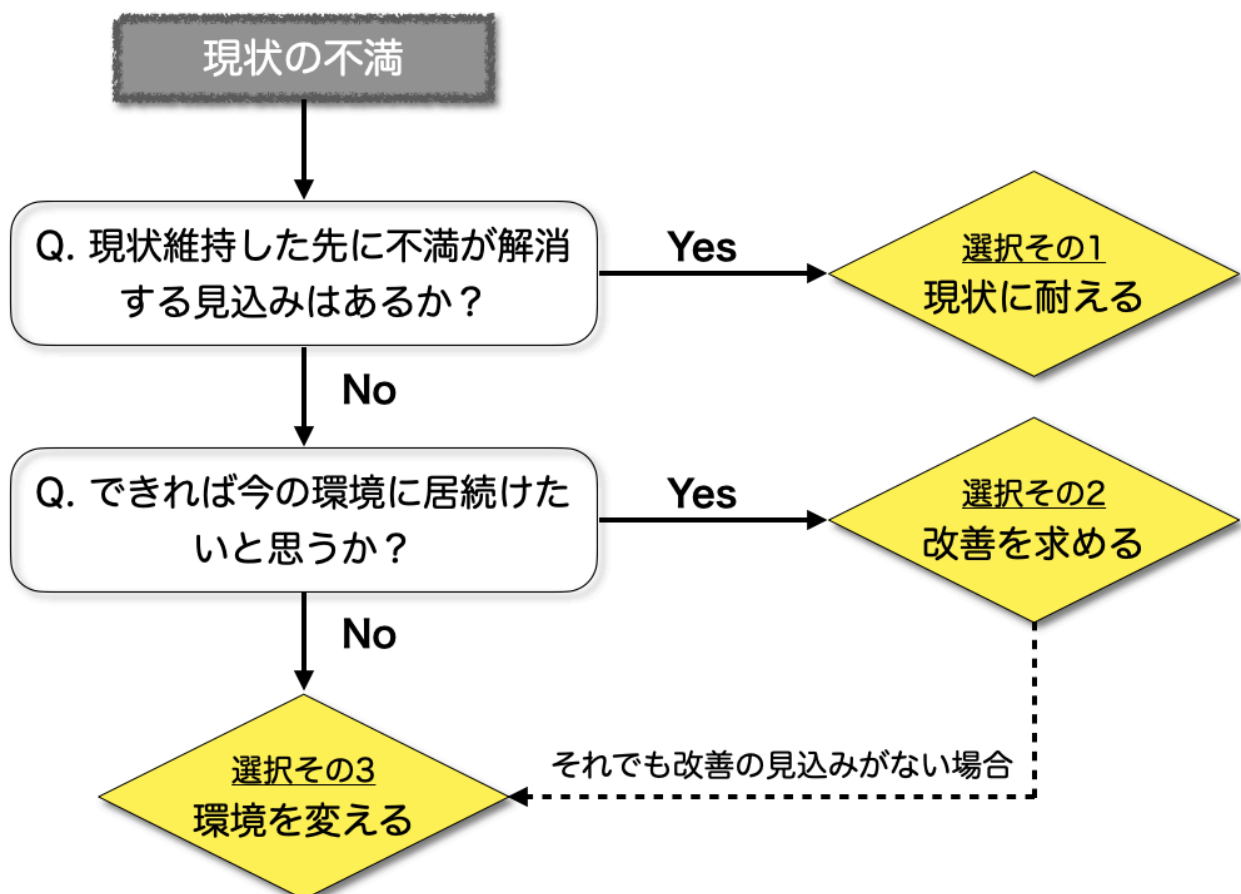 現状の不満
Q. 現状維持した先に不満が解消
する見込みはあるか？
Yes
選択その1
現状に耐える
No
Q. できれば今の環境に居続けた
いと思うか？
Yes
選択その2
改善を求める
No
選択その3
環境を変える
それでも改善の見込みがない場合